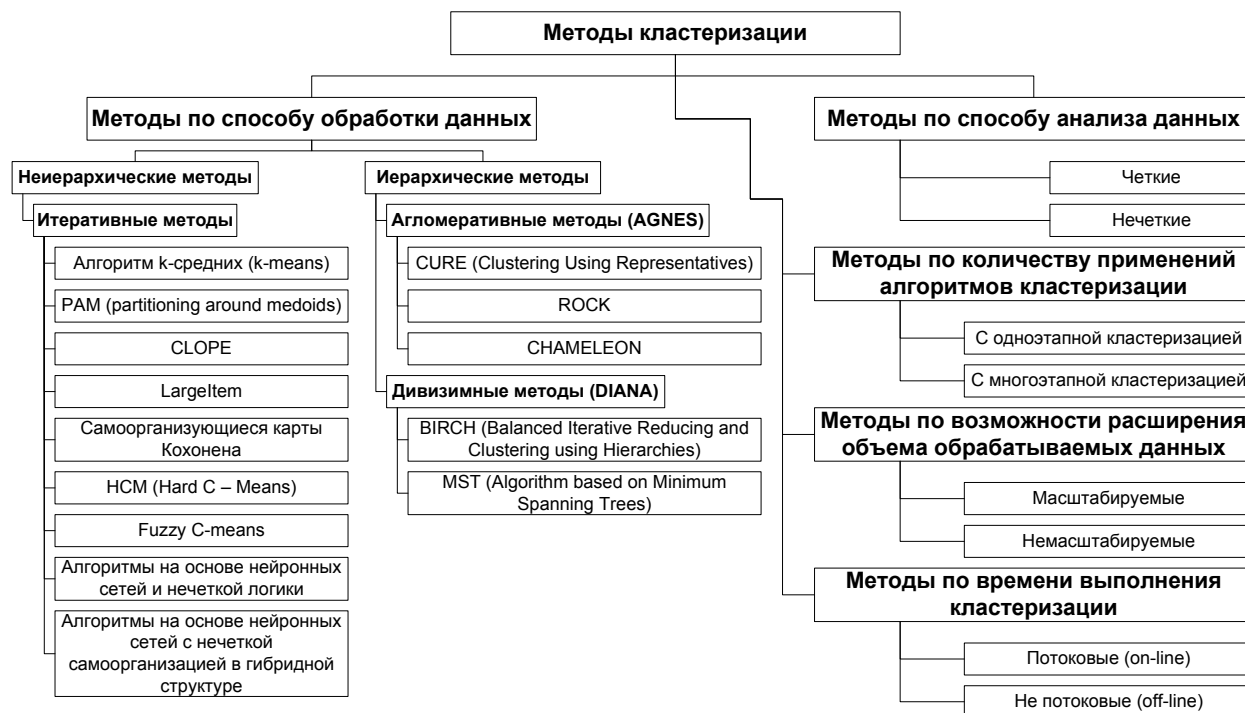 Методы кластеризации
Методы по способу обработки данных
Неиерархические методы
Итеративные методы
Алгоритм k-средних (k-means)
PAM (partitioning around medoids)
CLOPE
LargeItem
Самоорганизующиеся карты
Кохонена
HCM (Hard C – Means)
Fuzzy C-means
Алгоритмы на основе нейронных
сетей и нечеткой логики
Алгоритмы на основе нейронных
сетей с нечеткой
самоорганизацией в гибридной
структуре
Иерархические методы
Агломеративные методы (AGNES)
CURE (Clustering Using Representatives)
ROCK
CHAMELEON
Дивизимные методы (DIANA)
BIRCH (Balanced Iterative Reducing and
Clustering using Hierarchies)
MST (Algorithm based on Minimum
Spanning Trees)
Методы по способу анализа данных
Четкие
Нечеткие
Методы по количеству применений
алгоритмов кластеризации
С одноэтапной кластеризацией
С многоэтапной кластеризацией
Методы по возможности расширения
объема обрабатываемых данных
Масштабируемые
Немасштабируемые
Методы по времени выполнения
кластеризации
Потоковые (on-line)
Не потоковые (off-line)